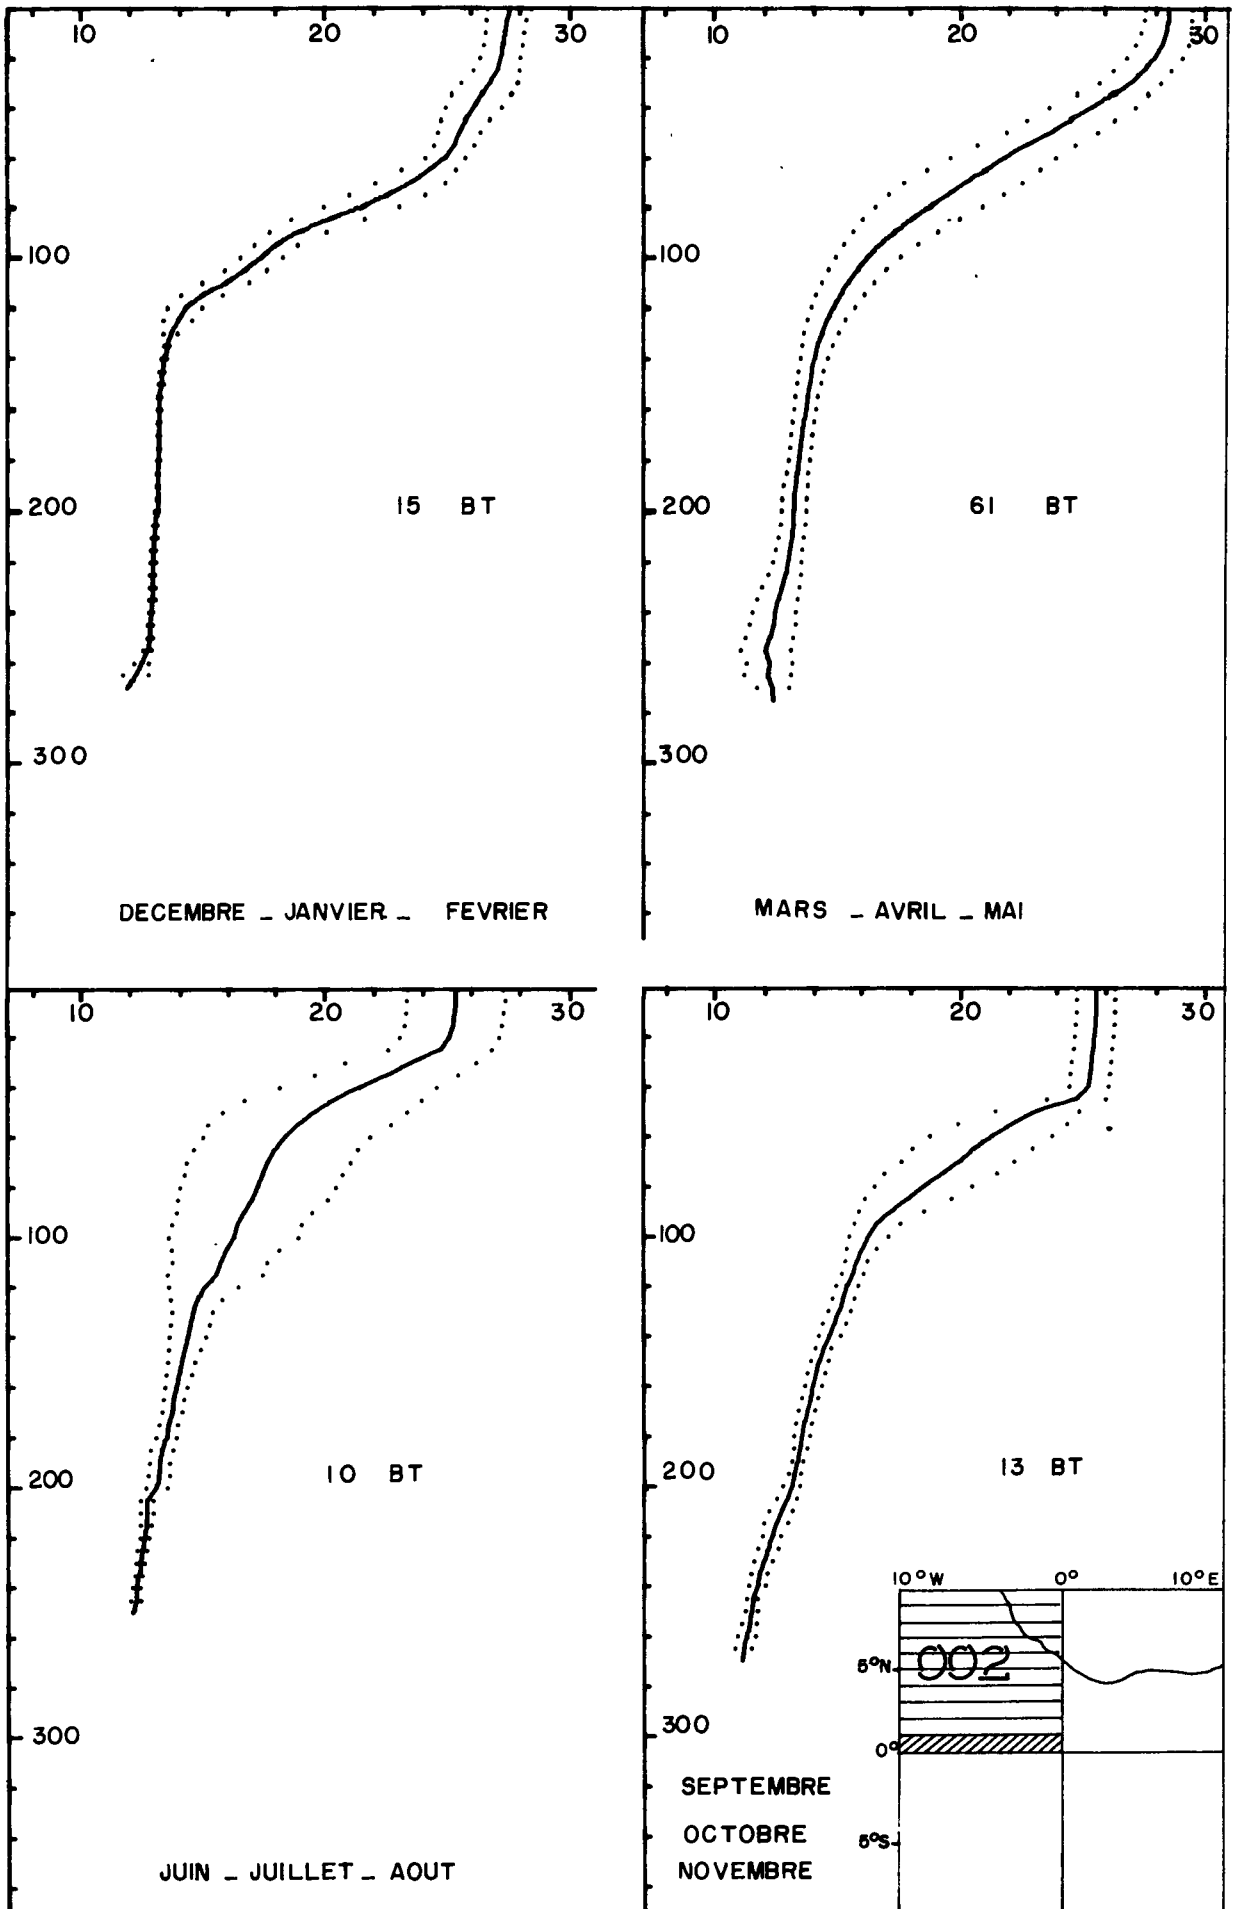 10 20 30
100
200
15 BT
300
DECEMBRE _ JANVIER _ FEVRIER
10 20 30
100
200
61 BT
300
MARS _ AVRIL _ MAI
10 20 30
100
200
10 BT
300
JUIN _ JUILLET _ AOUT
10 20 30
100
200
13 BT
300
SEPTEMBRE
OCTOBRE
NOVEMBRE
10°W 0° 10°E
5°N
002
0°
5°S